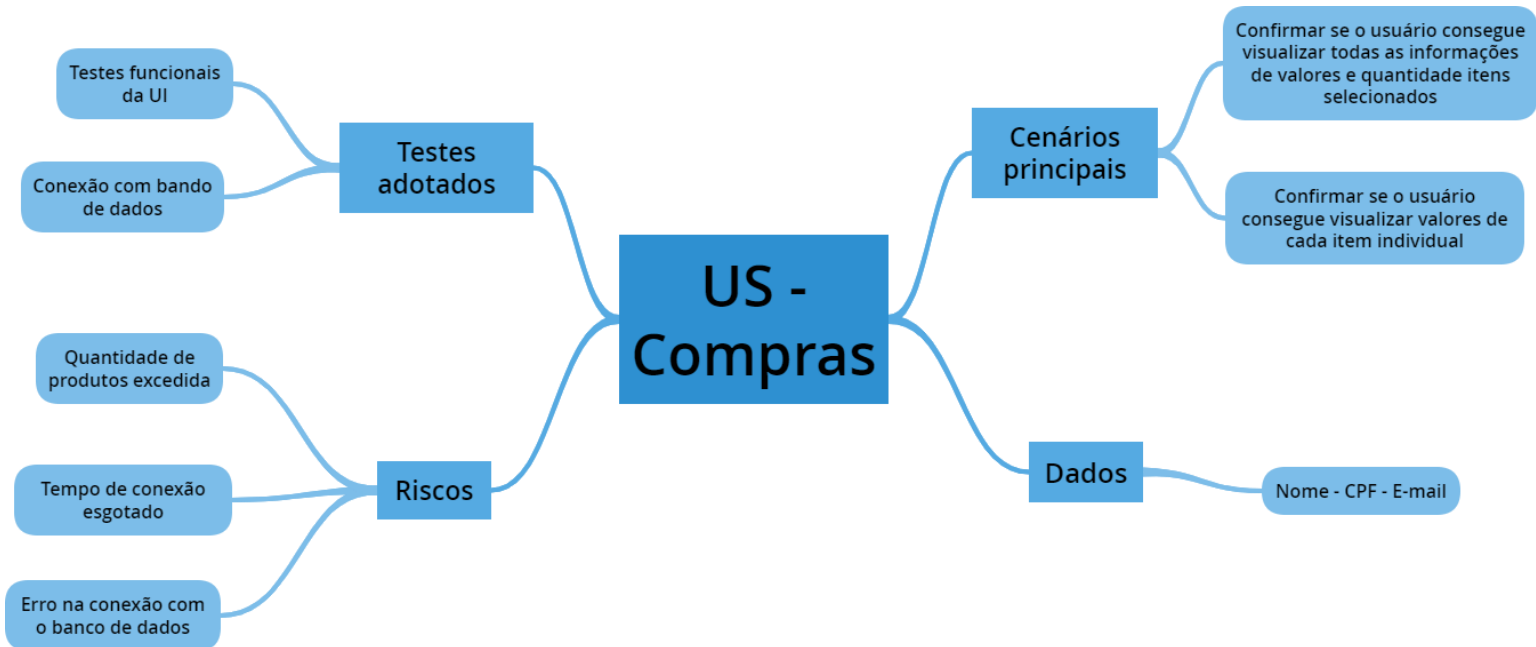 US -
Compras
Testes
adotados
Testes funcionais
da UI
Conexão com bando
de dados
Riscos
Quantidade de
produtos excedida
Tempo de conexão
esgotado
Erro na conexão com
o banco de dados
Cenários
principais
Confirmar se o usuário consegue
visualizar todas as informações
de valores e quantidade itens
selecionados
Confirmar se o usuário
consegue visualizar valores de
cada item individual
Dados
Nome - CPF - E-mail